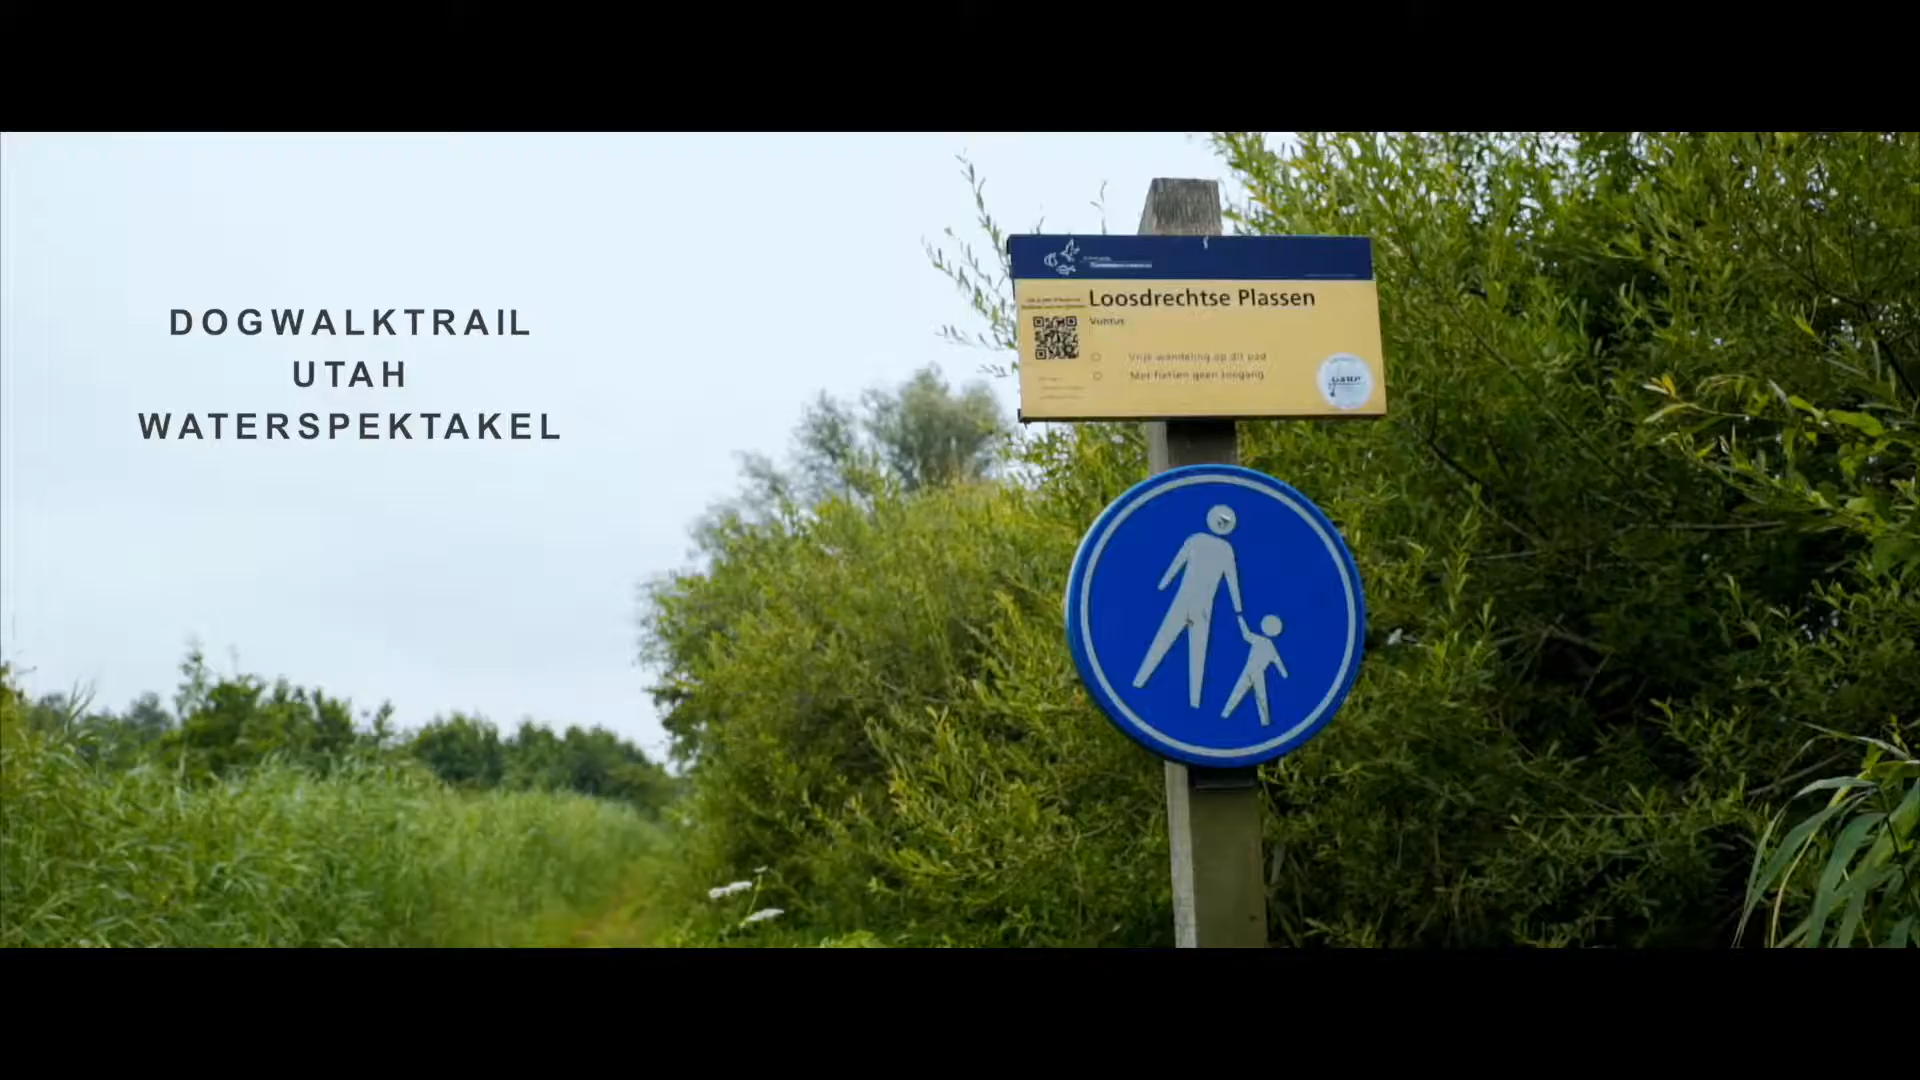 DOGWALKTRAIL
UTAH
WATERSPEKTAKEL
Loosdrechtse Plassen
Vuntus
Vrije wandeling op dit pad
Met fietsen geen toegang